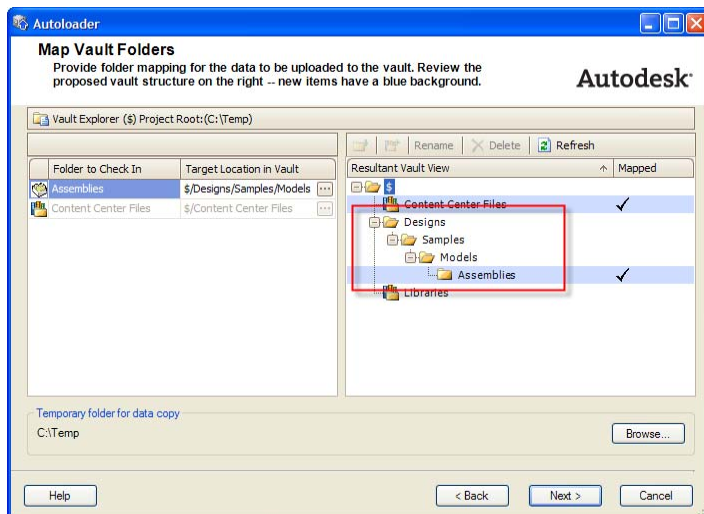 Autoloader
Map Vault Folders
Provide folder mapping for the data to be uploaded to the vault. Review the
proposed vault structure on the right -- new items have a blue background.
Autodesk
Vault Explorer ($) Project Root:(C:\Temp)
Rename Delete Refresh
Folder to Check In Target Location in Vault
Assemblies $/Designs/Samples/Models ...
Content Center Files $/Content Center Files ...
Resultant Vault View Mapped
$
Content Center Files
Designs
Samples
Models
Assemblies
Libraries
Temporary folder for data copy
C:\Temp
Browse...
Help
< Back
Next >
Cancel